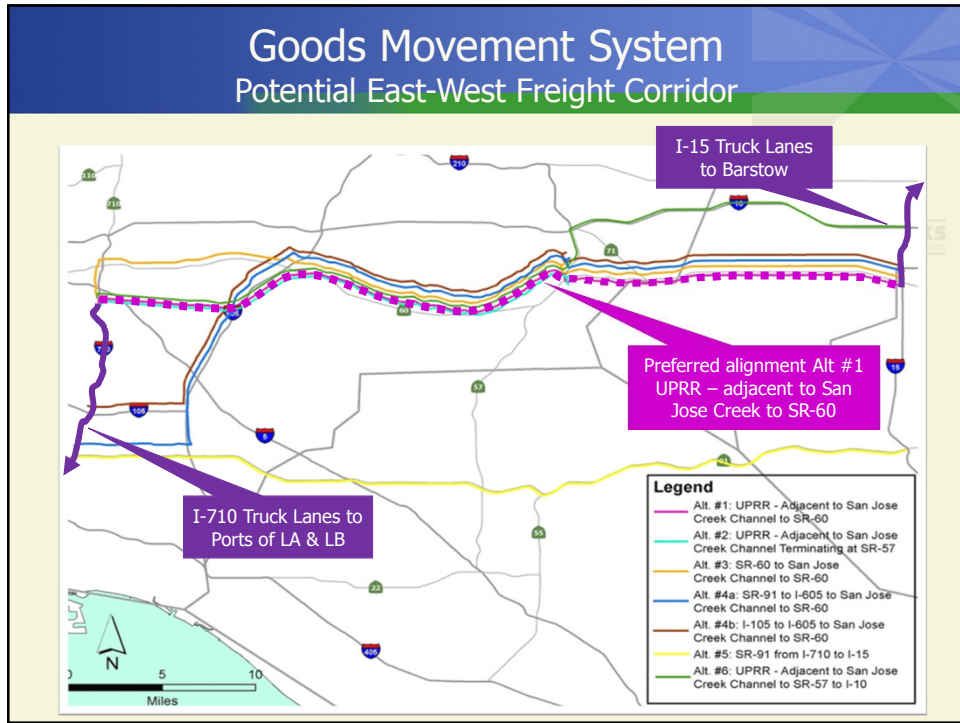 Goods Movement System
Potential East-West Freight Corridor
I-15 Truck Lanes
to Barstow
110
710
210
10
71
605
60
710
Preferred alignment Alt #1
UPRR – adjacent to San
Jose Creek to SR-60
15
57
105
5
91
I-710 Truck Lanes to
Ports of LA & LB
55
22
405
N
0
5
10
Miles
Legend
Alt. #1: UPRR - Adjacent to San Jose
Creek Channel to SR-60
Alt. #2: UPRR - Adjacent to San Jose
Creek Channel Terminating at SR-57
Alt. #3: SR-60 to San Jose
Creek Channel to SR-60
Alt. #4a: SR-91 to I-605 to San Jose
Creek Channel to SR-60
Alt. #4b: I-105 to I-605 to San Jose
Creek Channel to SR-60
Alt. #5: SR-91 from I-710 to I-15
Alt. #6: UPRR - Adjacent to San Jose
Creek Channel to SR-57 to I-10